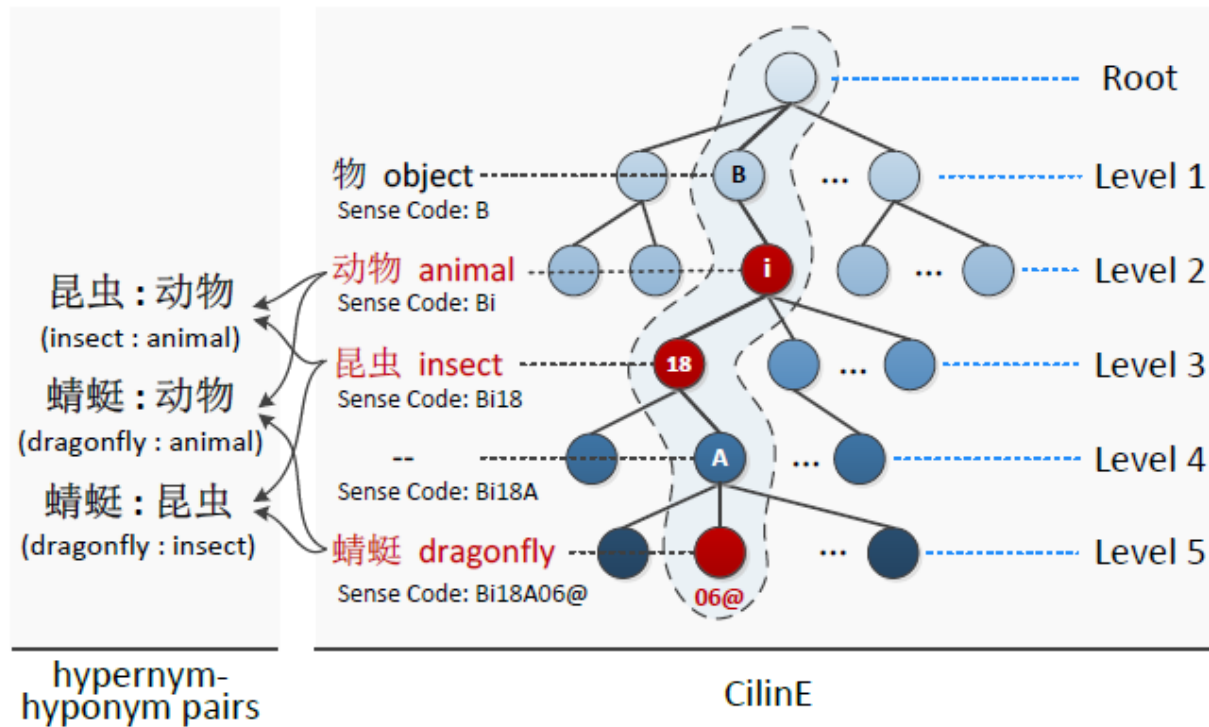 昆虫 : 动物
(insect : animal)
蜻蜓 : 动物
(dragonfly : animal)
蜻蜓 : 昆虫
(dragonfly : insect)
hypernym-
hyponym pairs
Root
物 object
Sense Code: B
B
...
Level 1
动物 animal
Sense Code: Bi
i
...
Level 2
昆虫 insect
Sense Code: Bi18
18
...
Level 3
--
Sense Code: Bi18A
A
...
Level 4
蜻蜓 dragonfly
Sense Code: Bi18A06@
06@
...
Level 5
CilinE